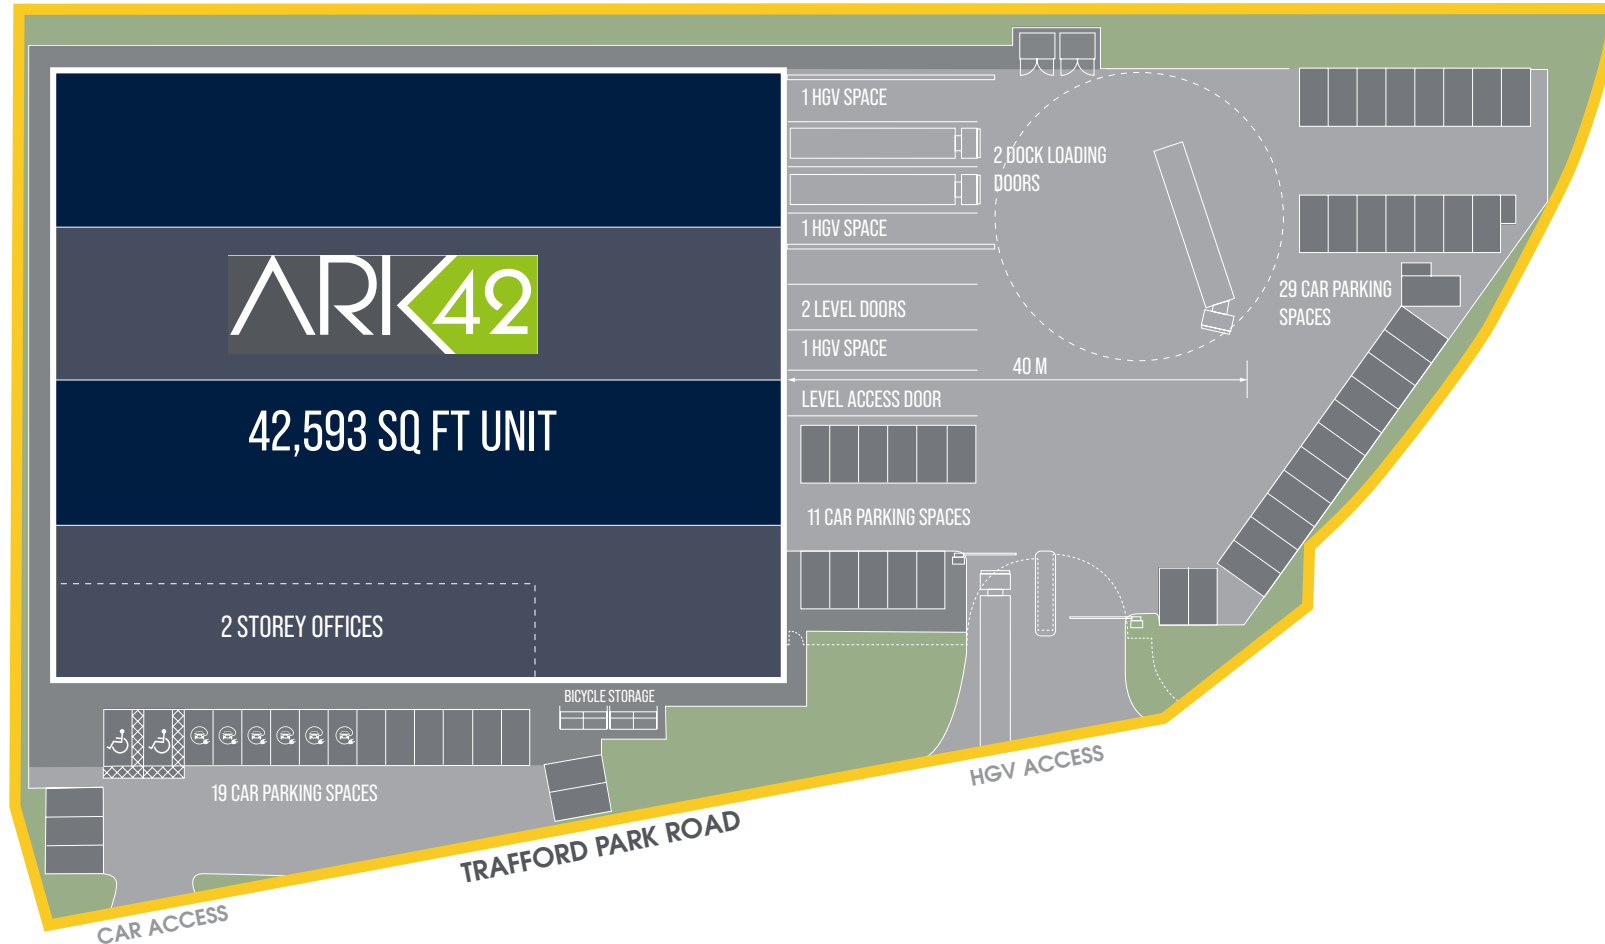 1 HGV SPACE
2 DOCK LOADING
DOORS
1 HGV SPACE
ARK42
2 LEVEL DOORS
29 CAR PARKING
SPACES
1 HGV SPACE
40 M
LEVEL ACCESS DOOR
42,593 SQ FT UNIT
11 CAR PARKING SPACES
2 STOREY OFFICES
BICYCLE STORAGE
19 CAR PARKING SPACES
HGV ACCESS
TRAFFORD PARK ROAD
CAR ACCESS